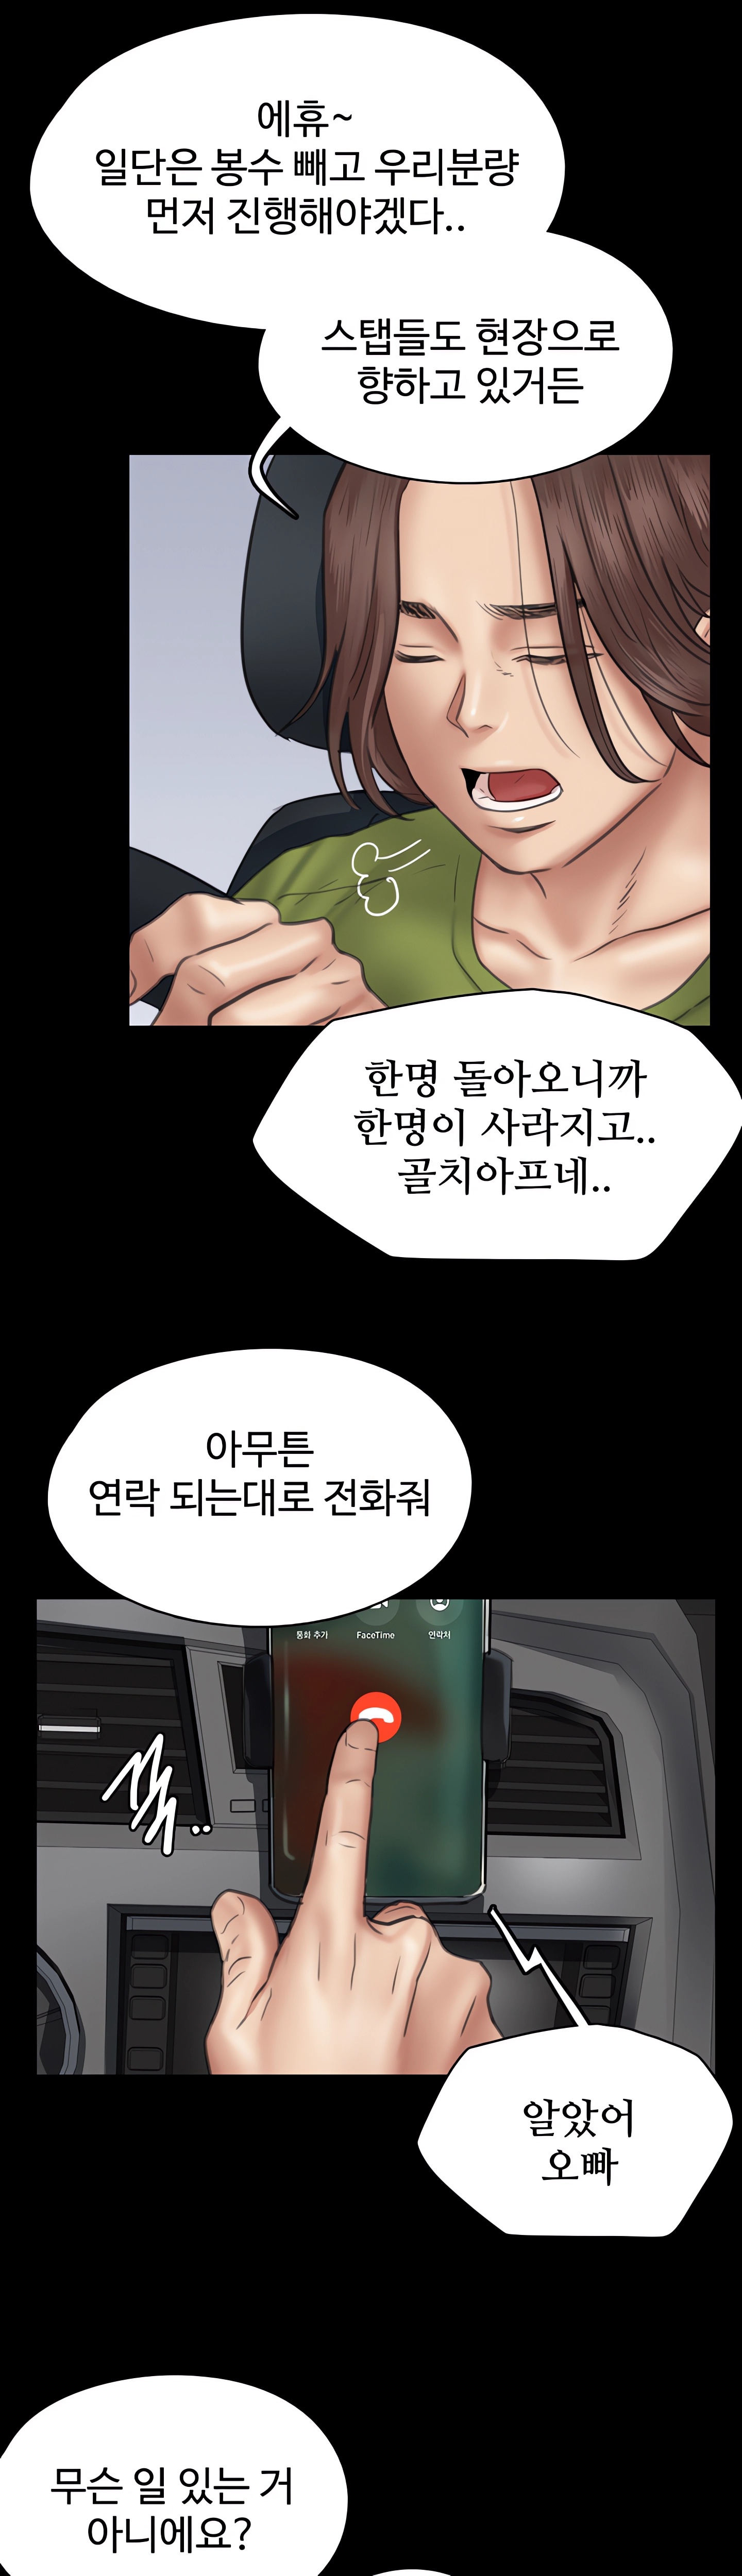 에휴~
일단은 봉수 빼고 우리분량
먼저 진행해야겠다..
스탭들도 현장으로
향하고 있거든
한명 돌아오니까
한명이 사라지고..
골치아프네..
아무튼
연락 되는대로 전화줘
통화 추가 FaceTime 연락처
알았어
오빠
무슨 일 있는 거
아니에요?